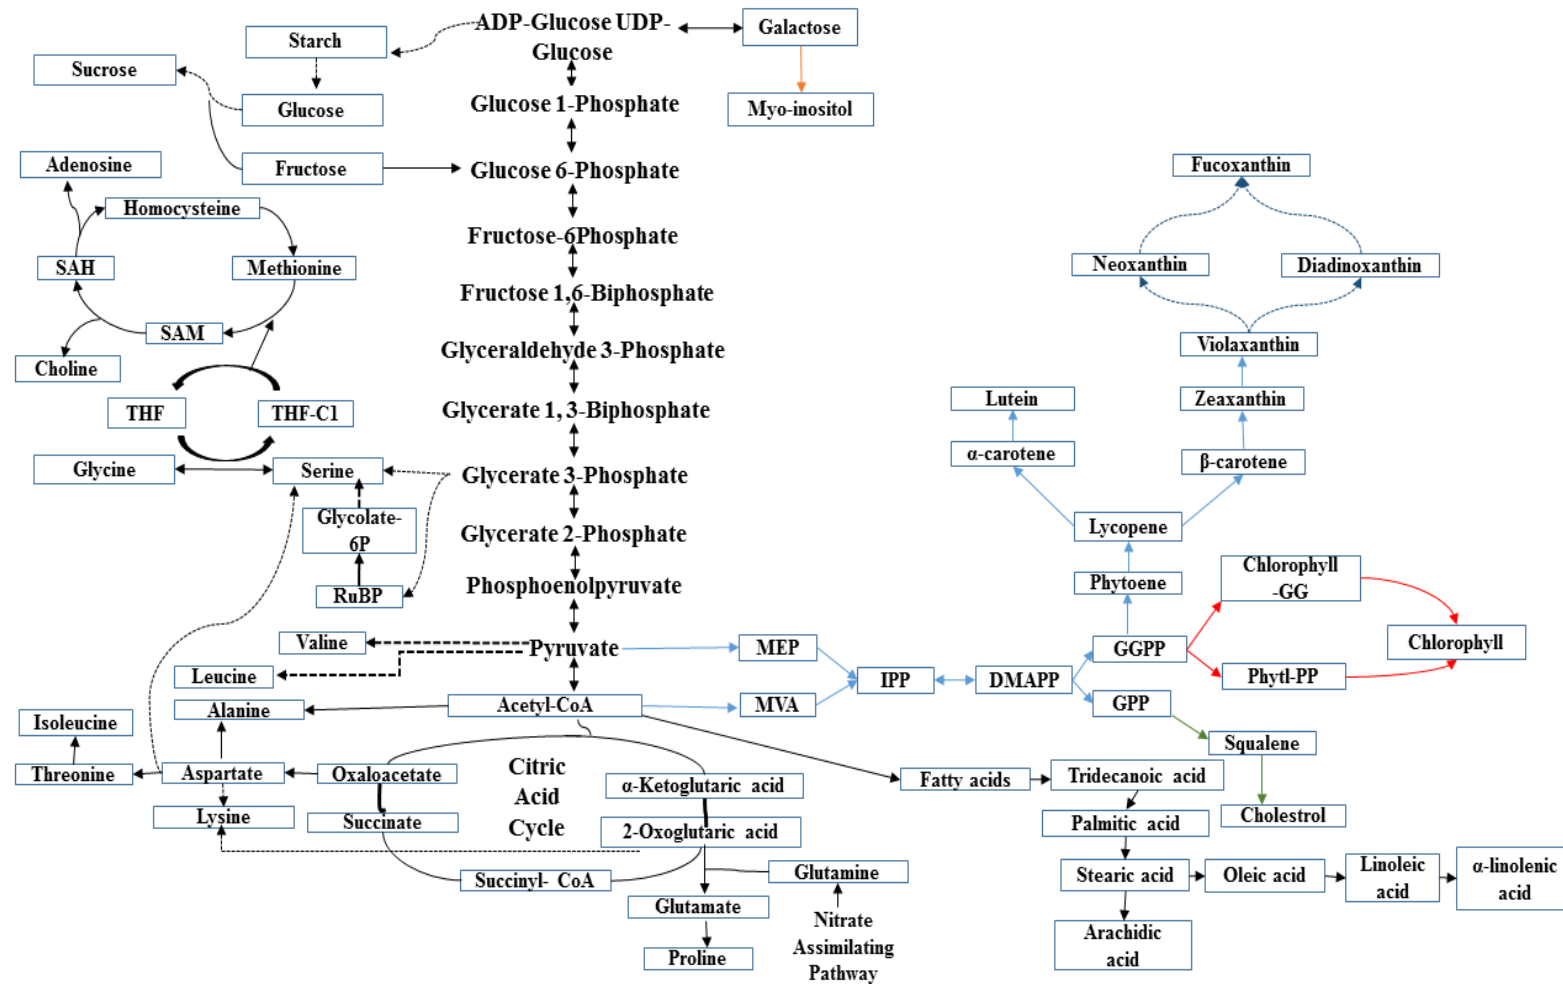 ADP-Glucose UDP-
Glucose
Galactose
Starch
Sucrose
Glucose
Glucose 1-Phosphate
Myo-inositol
Adenosine
Fructose
Glucose 6-Phosphate
Fucoxanthin
Homocysteine
Fructose-6Phosphate
SAH
Methionine
Neoxanthin
Diadinoxanthin
Fructose 1,6-Biphosphate
SAM
Violaxanthin
Glyceraldehyde 3-Phosphate
Choline
Lutein
Zeaxanthin
THF
THF-C1
Glycerate 1, 3-Biphosphate
α-carotene
β-carotene
Glycine
Serine
Glycerate 3-Phosphate
Glycolate-
6P
Lycopene
Glycerate 2-Phosphate
Phytoene
Chlorophyll
-GG
RuBP
Phosphoenolpyruvate
Valine
Pyruvate
MEP
GGPP
Chlorophyll
Leucine
IPP
DMAPP
Phytl-PP
Alanine
Acetyl-CoA
MVA
GPP
Isoleucine
Squalene
Threonine
Aspartate
Oxaloacetate
Citric
Acid
Cycle
α-Ketoglutaric acid
Fatty acids
Tridecanoic acid
Lysine
Succinate
2-Oxoglutaric acid
Palmitic acid
Cholestrol
Succinyl- CoA
Glutamine
Stearic acid
Oleic acid
Linoleic
acid
α-linolenic
acid
Glutamate
Nitrate
Assimilating
Pathway
Arachidic
acid
Proline